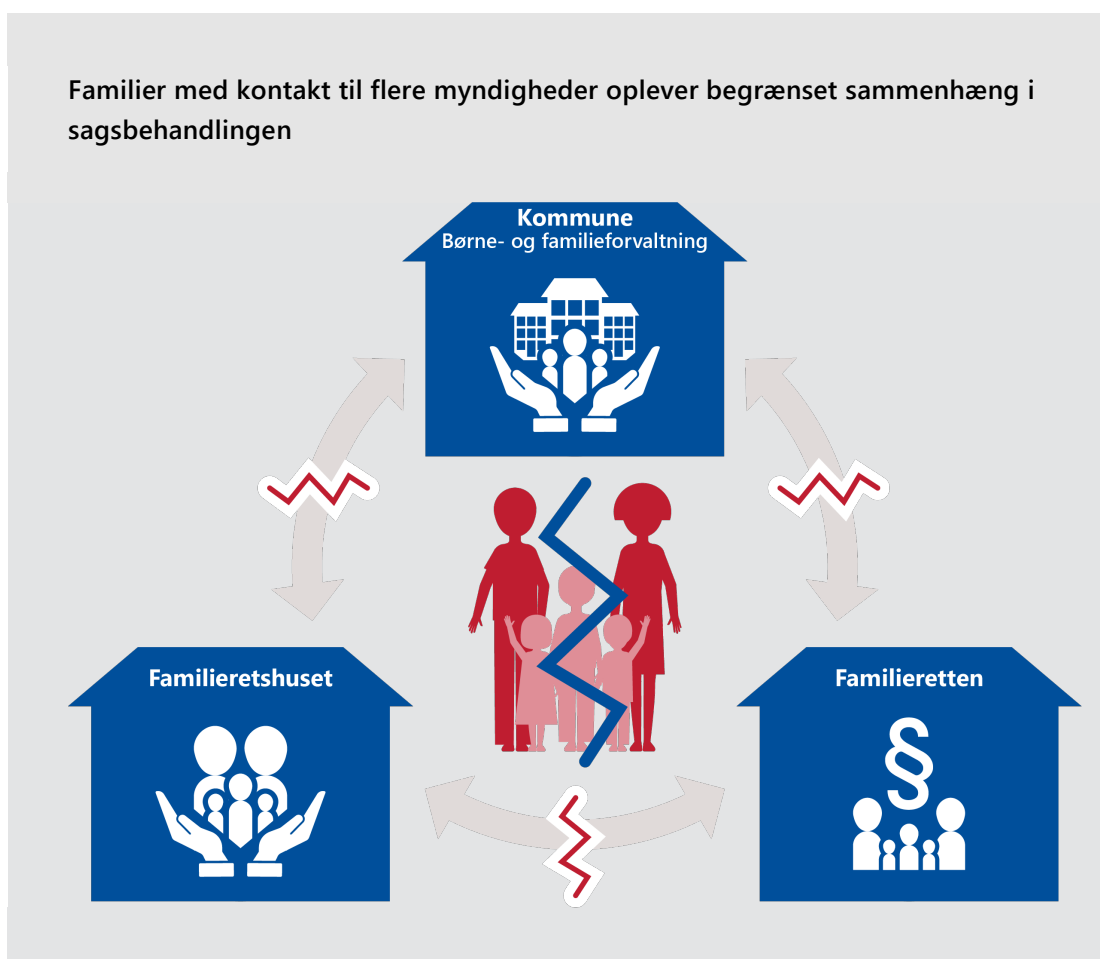 Familier med kontakt til flere myndigheder oplever begrænset sammenhæng i
sagsbehandlingen
Kommune
Børne- og familieforvaltning
Familieretshuset
Familieretten
§